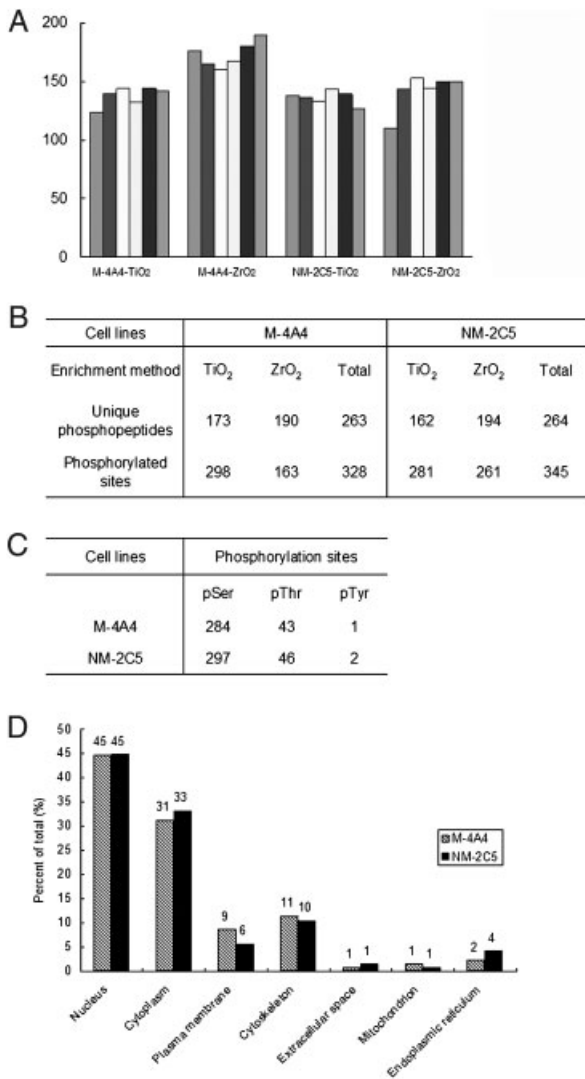 A
200
150
100
50
0
M-4A4-TiO2 M-4A4-ZrO2 NM-2C5-TiO2 NM-2C5-ZrO2
B
Cell lines M-4A4 NM-2C5
Enrichment method TiO2 ZrO2 Total TiO2 ZrO2 Total
Unique phosphopeptides 173 190 263 162 194 264
Phosphorylated sites 298 163 328 281 261 345
C
Cell lines Phosphorylation sites
pSer pThr pTyr
M-4A4 284 43 1
NM-2C5 297 46 2
D
Percent of total (%)
50
45
40
35
30
25
20
15
10
5
0
45 45
31 33
9 6
11 10
1 1
1 1
2 4
M-4A4
NM-2C5
Nucleus
Cytoplasm
Plasma membrane
Cytoskeleton
Extracellular space
Mitochondrion
Endoplasmic reticulum